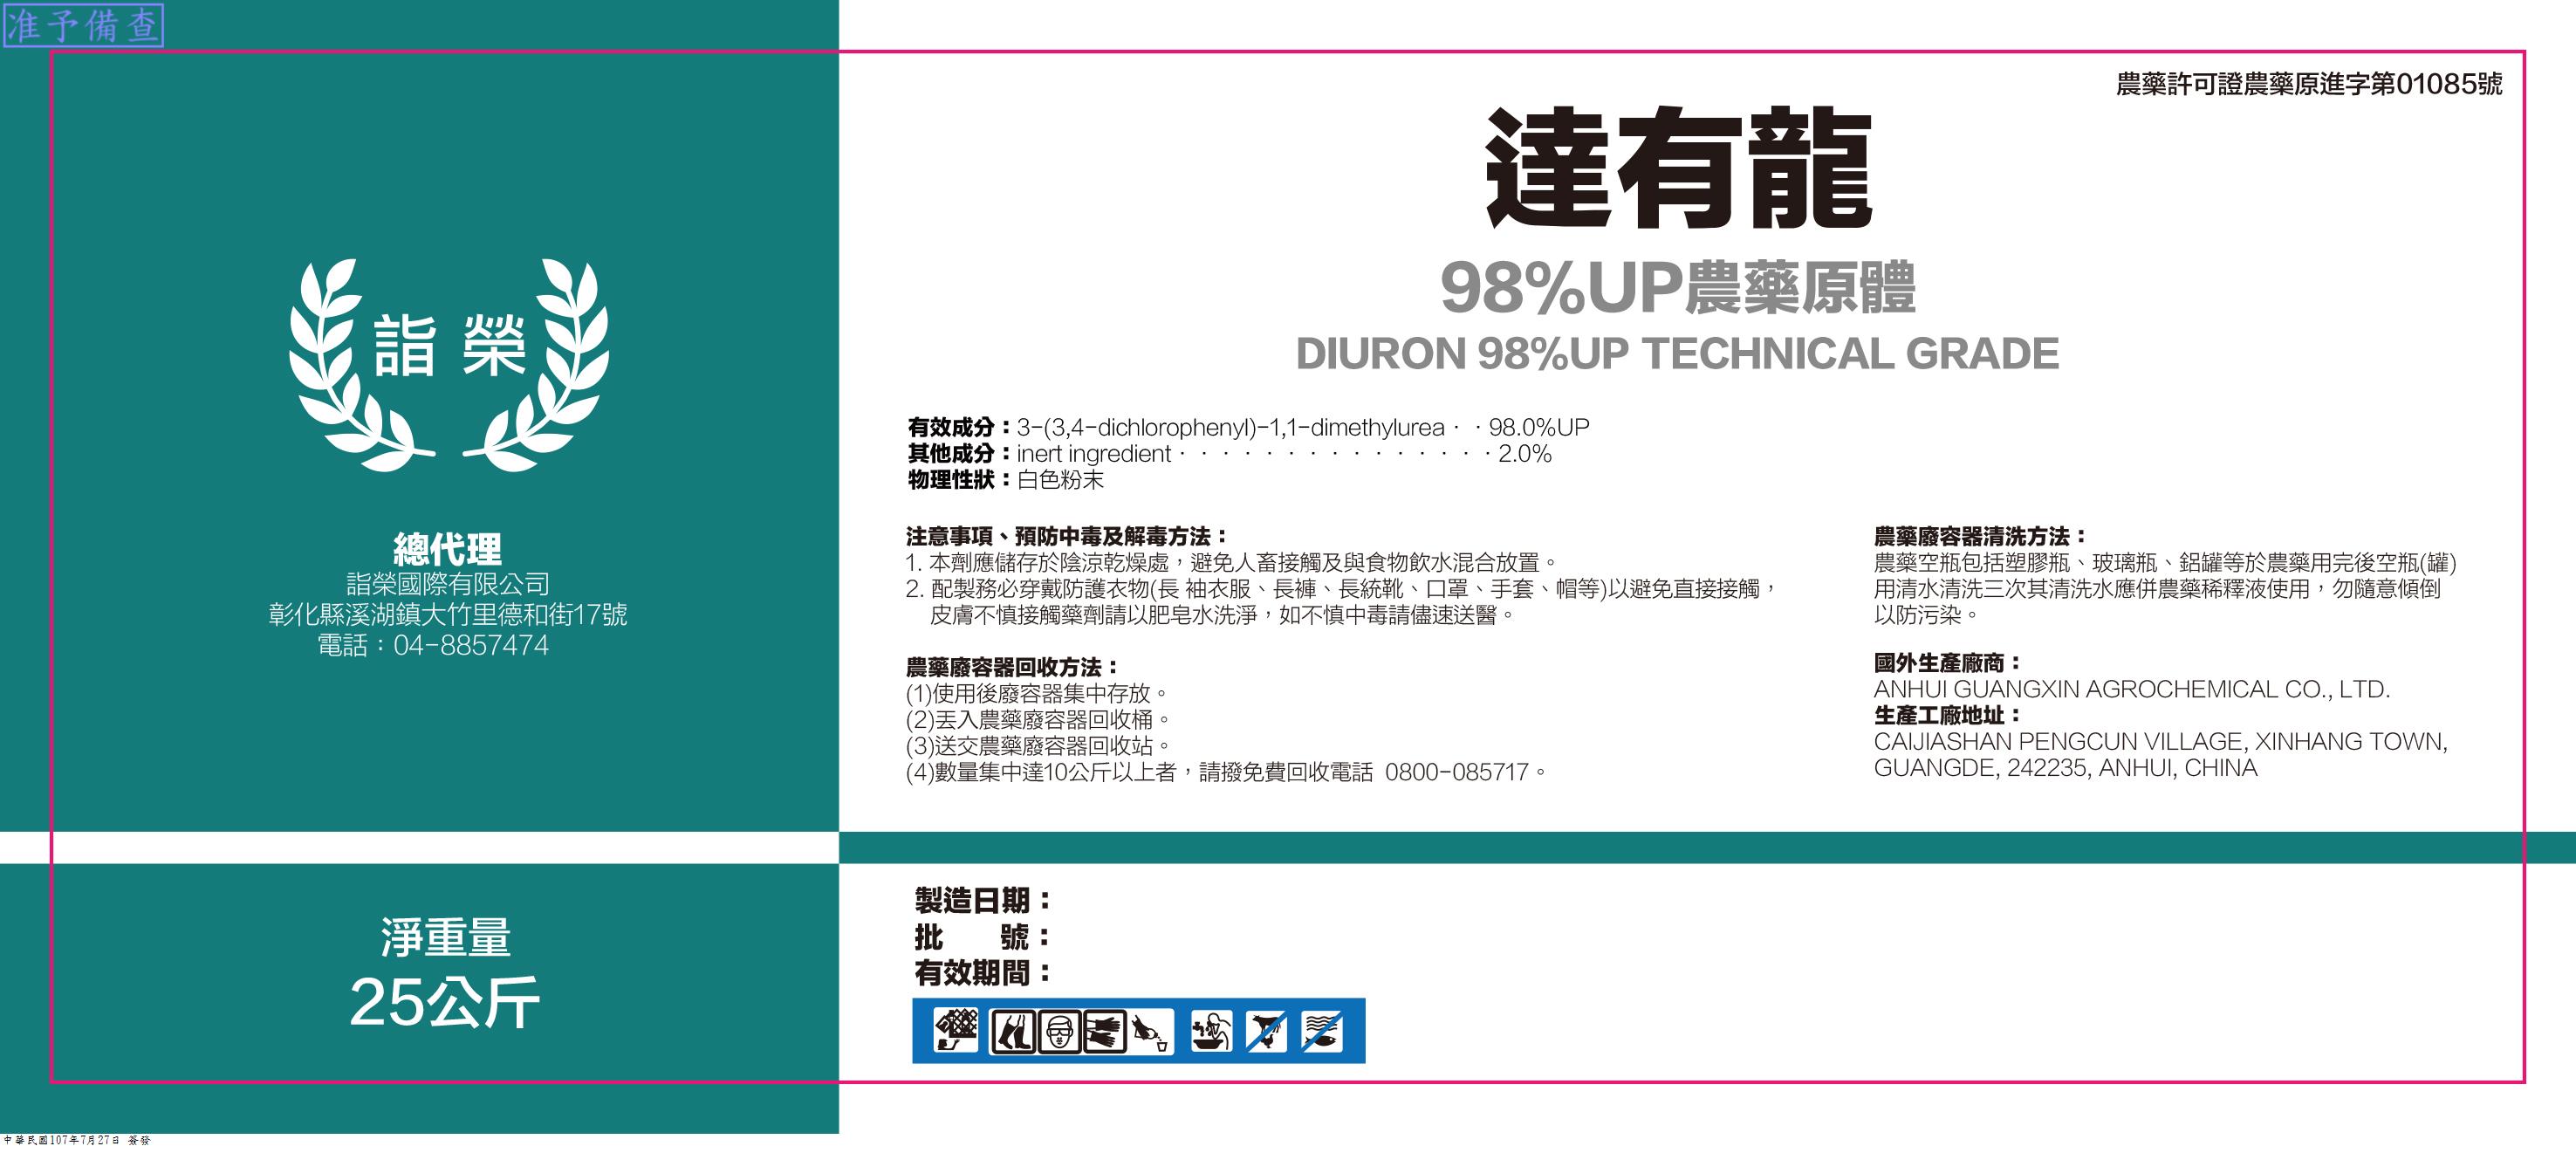 准予備查
農藥許可證農藥原進字第01085號
達有龍
98%UP農藥原體
DIURON 98%UP TECHNICAL GRADE
詣榮
總代理
詣榮國際有限公司
彰化縣溪湖鎮大竹里德和街17號
電話：04-8857474
淨重量
25公斤
有效成分：3-(3,4-dichlorophenyl)-1,1-dimethylurea‧‧98.0%UP
其他成分：inert ingredient‧‧‧‧‧‧‧‧‧‧‧‧‧‧‧2.0%
物理性狀：白色粉末
注意事項、預防中毒及解毒方法：
1. 本劑應儲存於陰涼乾燥處，避免人畜接觸及與食物飲水混合放置。
2. 配製務必穿戴防護衣物(長 袖衣服、長褲、長統靴、口罩、手套、帽等)以避免直接接觸，
皮膚不慎接觸藥劑請以肥皂水洗淨，如不慎中毒請儘速送醫。
農藥廢容器回收方法：
(1)使用後廢容器集中存放。
(2)丟入農藥廢容器回收桶。
(3)送交農藥廢容器回收站。
(4)數量集中達10公斤以上者，請撥免費回收電話 0800-085717。
農藥廢容器清洗方法：
農藥空瓶包括塑膠瓶、玻璃瓶、鋁罐等於農藥用完後空瓶(罐)
用清水清洗三次其清洗水應併農藥稀釋液使用，勿隨意傾倒
以防污染。
國外生產廠商：
ANHUI GUANGXIN AGROCHEMICAL CO., LTD.
生產工廠地址：
CAIJIASHAN PENGCUN VILLAGE, XINHANG TOWN,
GUANGDE, 242235, ANHUI, CHINA
製造日期：
批 號：
有效期間：
中華民國107年7月27日 簽發